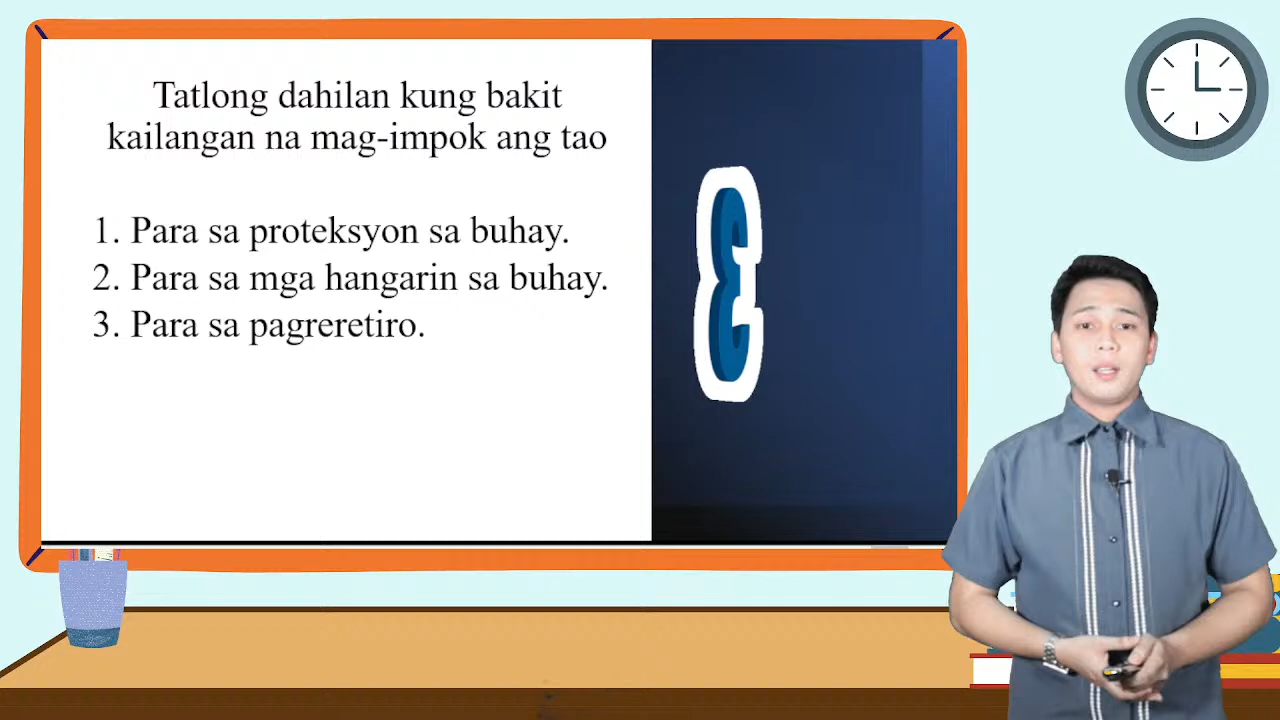 Tatlong dahilan kung bakit
kailangan na mag-impok ang tao
1. Para sa proteksyon sa buhay.
2. Para sa mga hangarin sa buhay.
3. Para sa pagreretiro.
3